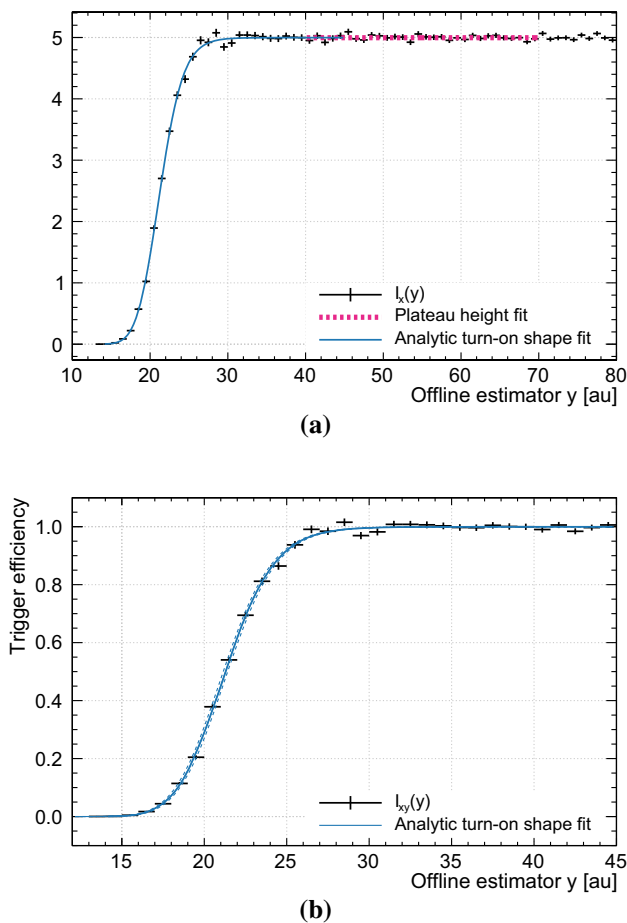 5
4
3
2
1
0
I_x(y)
Plateau height fit
Analytic turn-on shape fit
10 20 30 40 50 60 70 80
Offline estimator y [au]
(a)
Trigger efficiency
1.0
0.8
0.6
0.4
0.2
0.0
I_xy(y)
Analytic turn-on shape fit
15 20 25 30 35 40 45
Offline estimator y [au]
(b)